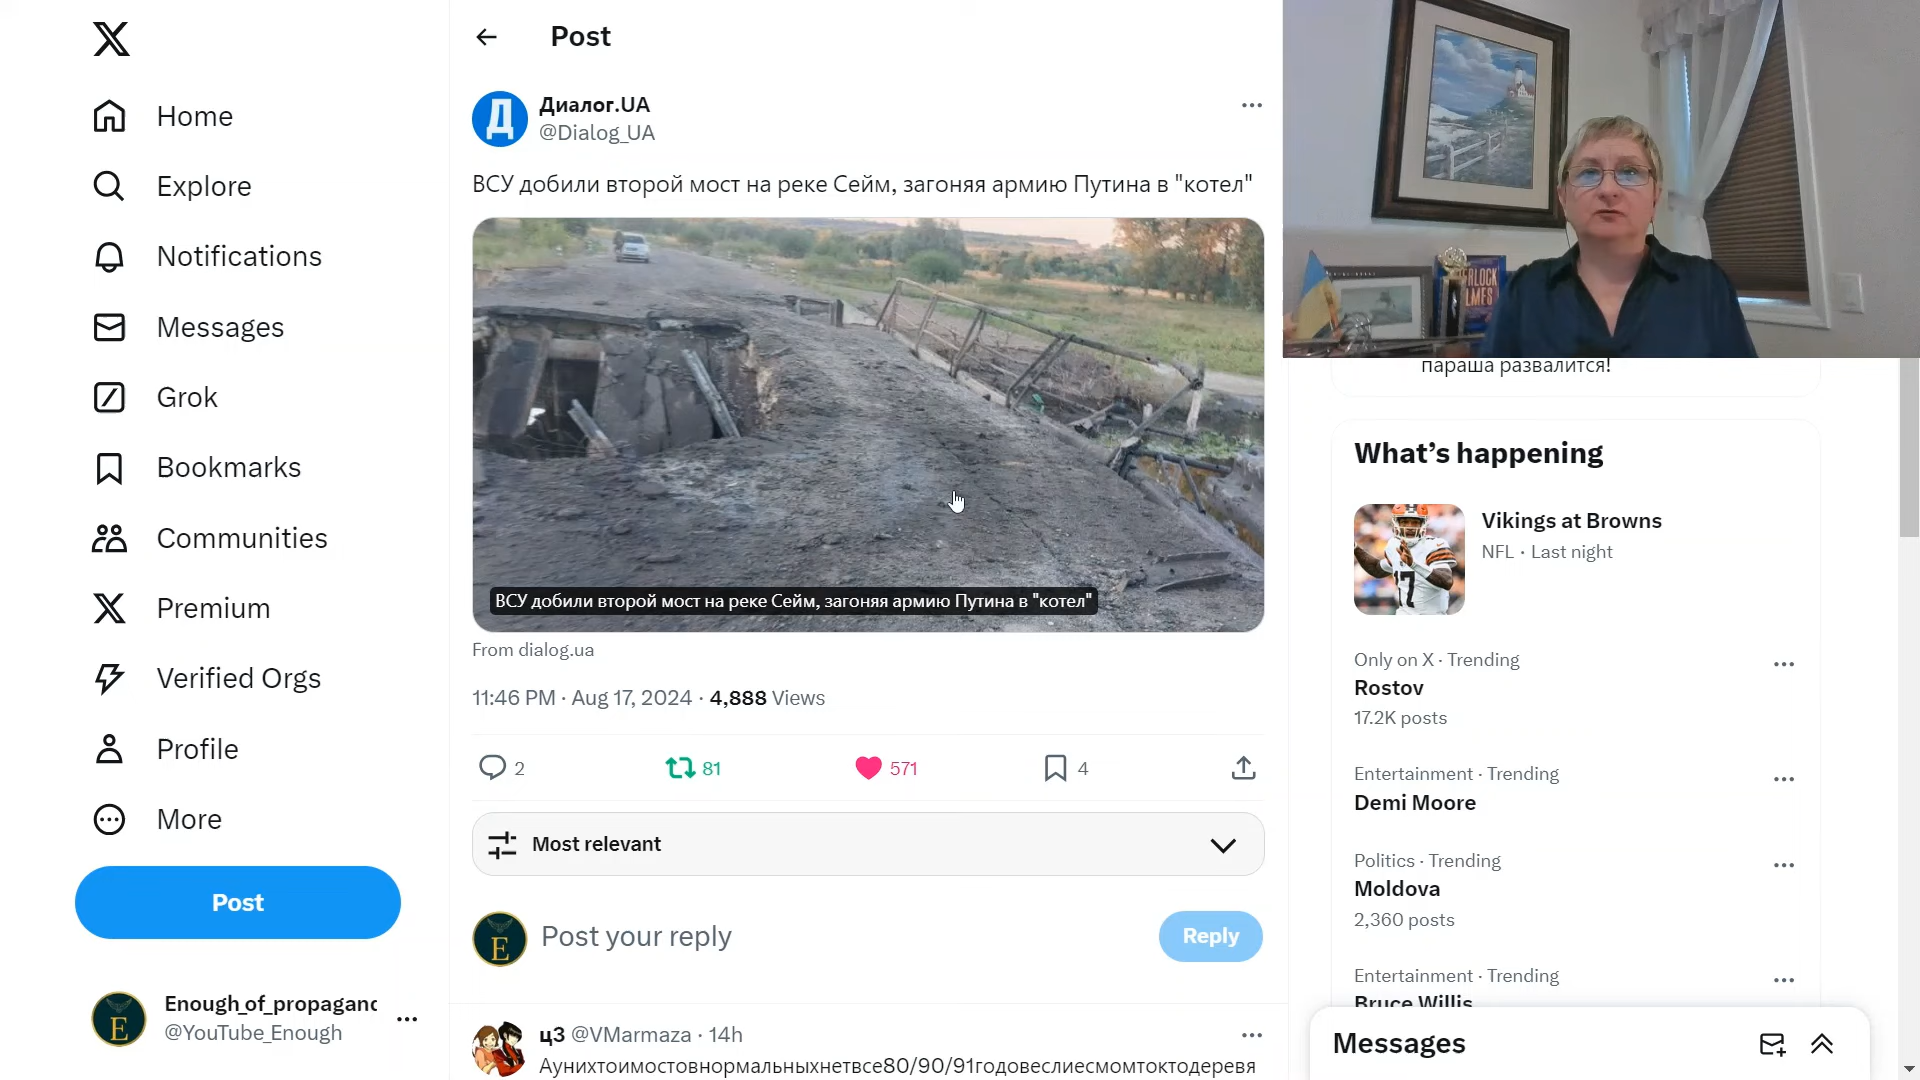 Home
Explore
Notifications
Messages
Grok
Bookmarks
Communities
Premium
Verified Orgs
Profile
More
Post
Enough_of_propagand
@YouTube_Enough
Post
Диалог.UA
@Dialog_UA
ВСУ добили второй мост на реке Сейм, загоняя армию Путина в "котел"
ВСУ добили второй мост на реке Сейм, загоняя армию Путина в "котел"
From dialog.ua
11:46 PM · Aug 17, 2024 · 4,888 Views
2 81 571 4
Most relevant
Post your reply
Reply
ц3 @VMarmaza · 14h
Аунихтоимостовнормальныхнетвсе80/90/91годовеслиесмомтоктодеревя
параша развалится!
What's happening
Vikings at Browns
NFL · Last night
Only on X · Trending
Rostov
17.2K posts
Entertainment · Trending
Demi Moore
Politics · Trending
Moldova
2,360 posts
Entertainment · Trending
Bruce Willis
Messages